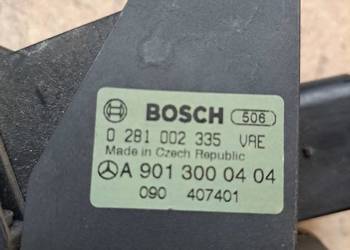 BOSCH 506
0 281 002 335 VAE
Made in Czech Republic
A 901 300 04 04
090 407401